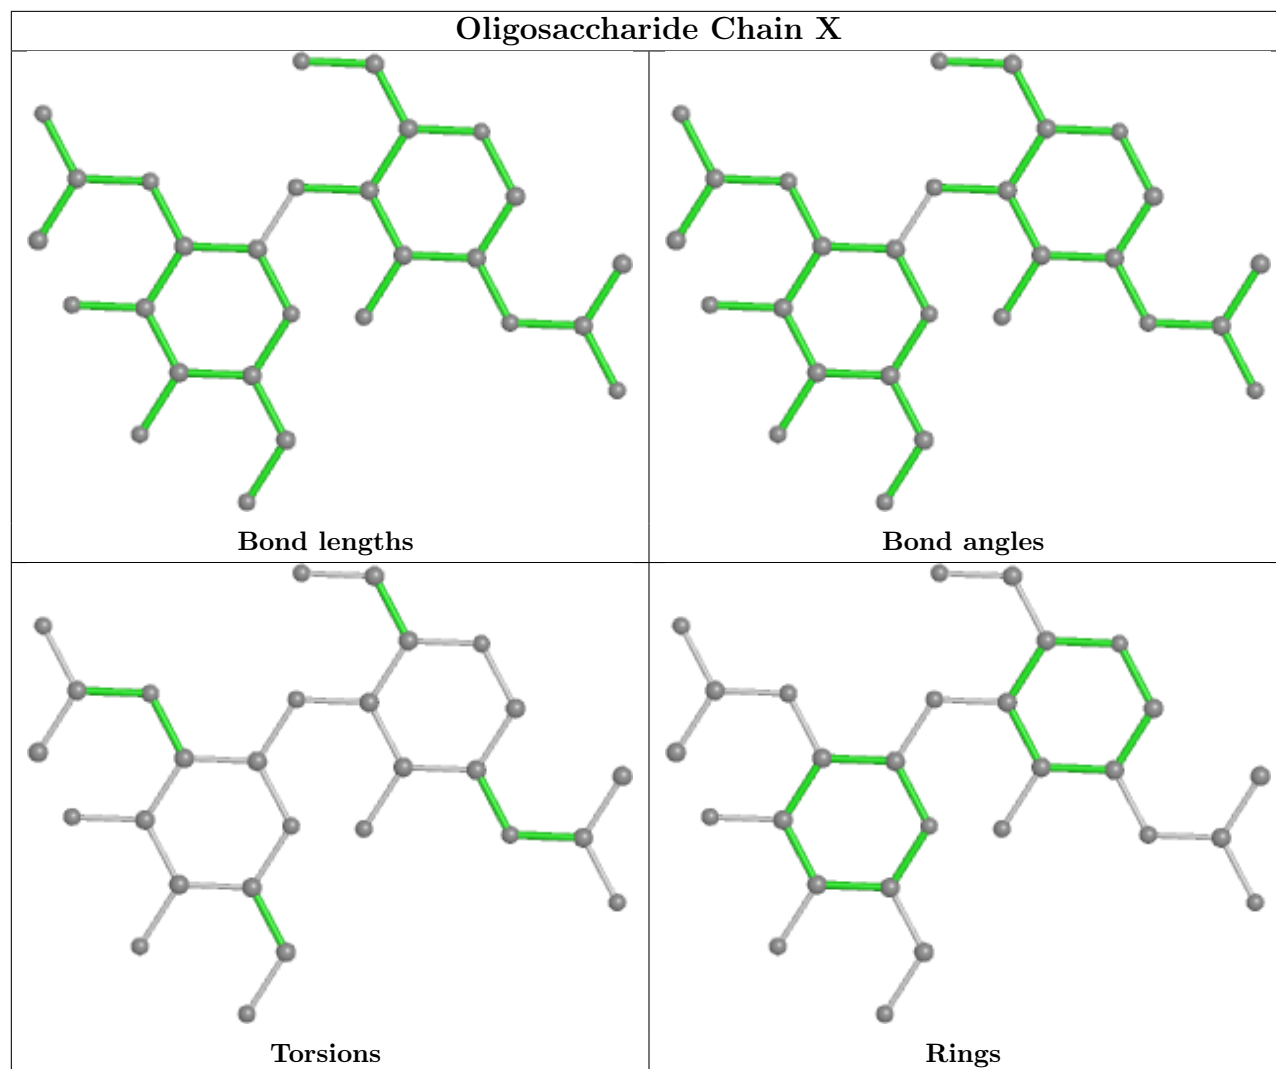 Oligosaccharide Chain X
Bond lengths
Bond angles
Torsions
Rings